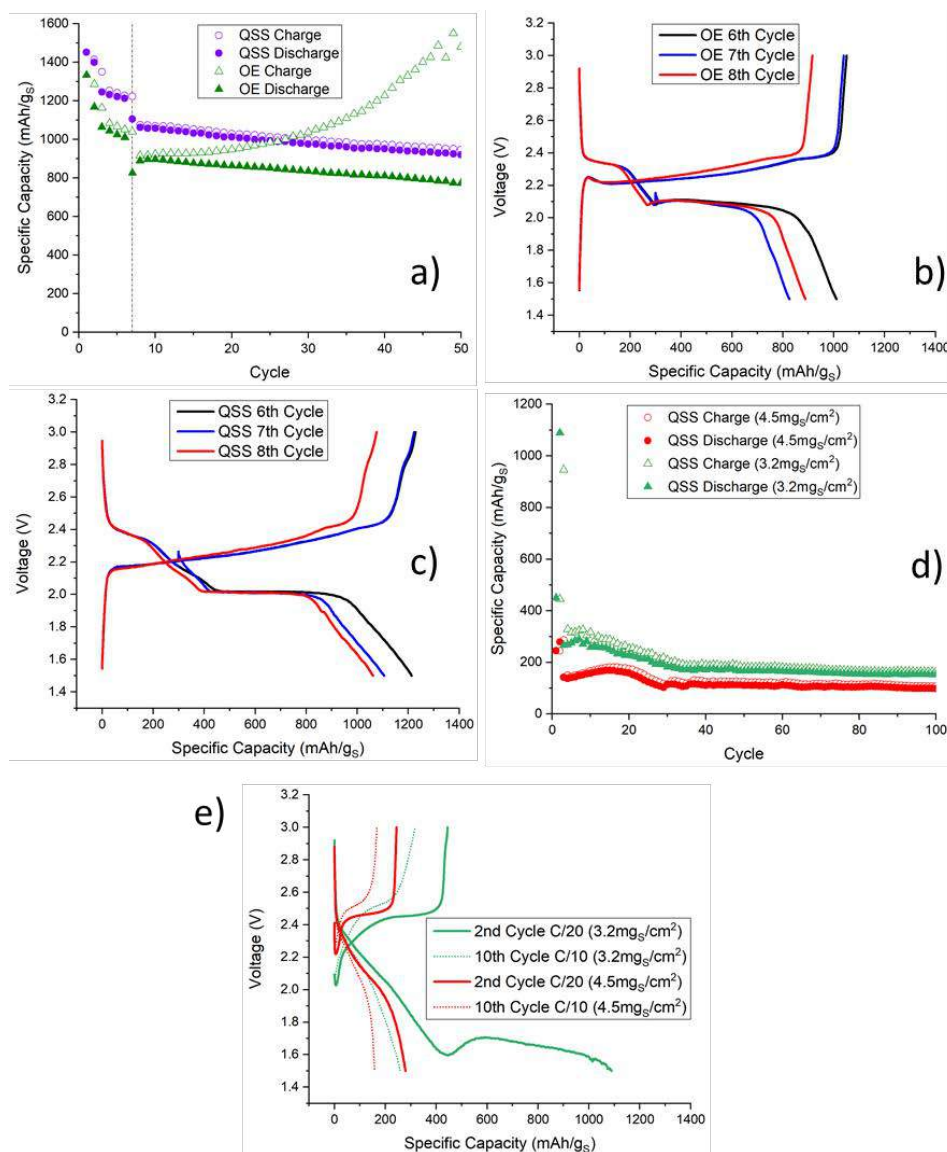 1600
1400
1200
1000
800
600
400
200
0
Specific Capacity (mAh/gS)
QSS Charge
QSS Discharge
OE Charge
OE Discharge
a)
0 10 20 30 40 50
Cycle
3.2
3.0
2.8
2.6
2.4
2.2
2.0
1.8
1.6
1.4
Voltage (V)
OE 6th Cycle
OE 7th Cycle
OE 8th Cycle
b)
0 200 400 600 800 1000 1200 1400
Specific Capacity (mAh/gS)
3.2
3.0
2.8
2.6
2.4
2.2
2.0
1.8
1.6
1.4
Voltage (V)
QSS 6th Cycle
QSS 7th Cycle
QSS 8th Cycle
c)
0 200 400 600 800 1000 1200 1400
Specific Capacity (mAh/gS)
1200
1000
800
600
400
200
0
Specific Capacity (mAh/gS)
QSS Charge (4.5mgS/cm2)
QSS Discharge (4.5mgS/cm2)
QSS Charge (3.2mgS/cm2)
QSS Discharge (3.2mgS/cm2)
d)
0 20 40 60 80 100
Cycle
e)
3.2
3.0
2.8
2.6
2.4
2.2
2.0
1.8
1.6
1.4
Voltage (V)
2nd Cycle C/20 (3.2mgS/cm2)
10th Cycle C/10 (3.2mgS/cm2)
2nd Cycle C/20 (4.5mgS/cm2)
10th Cycle C/10 (4.5mgS/cm2)
0 200 400 600 800 1000 1200 1400
Specific Capacity (mAh/gS)